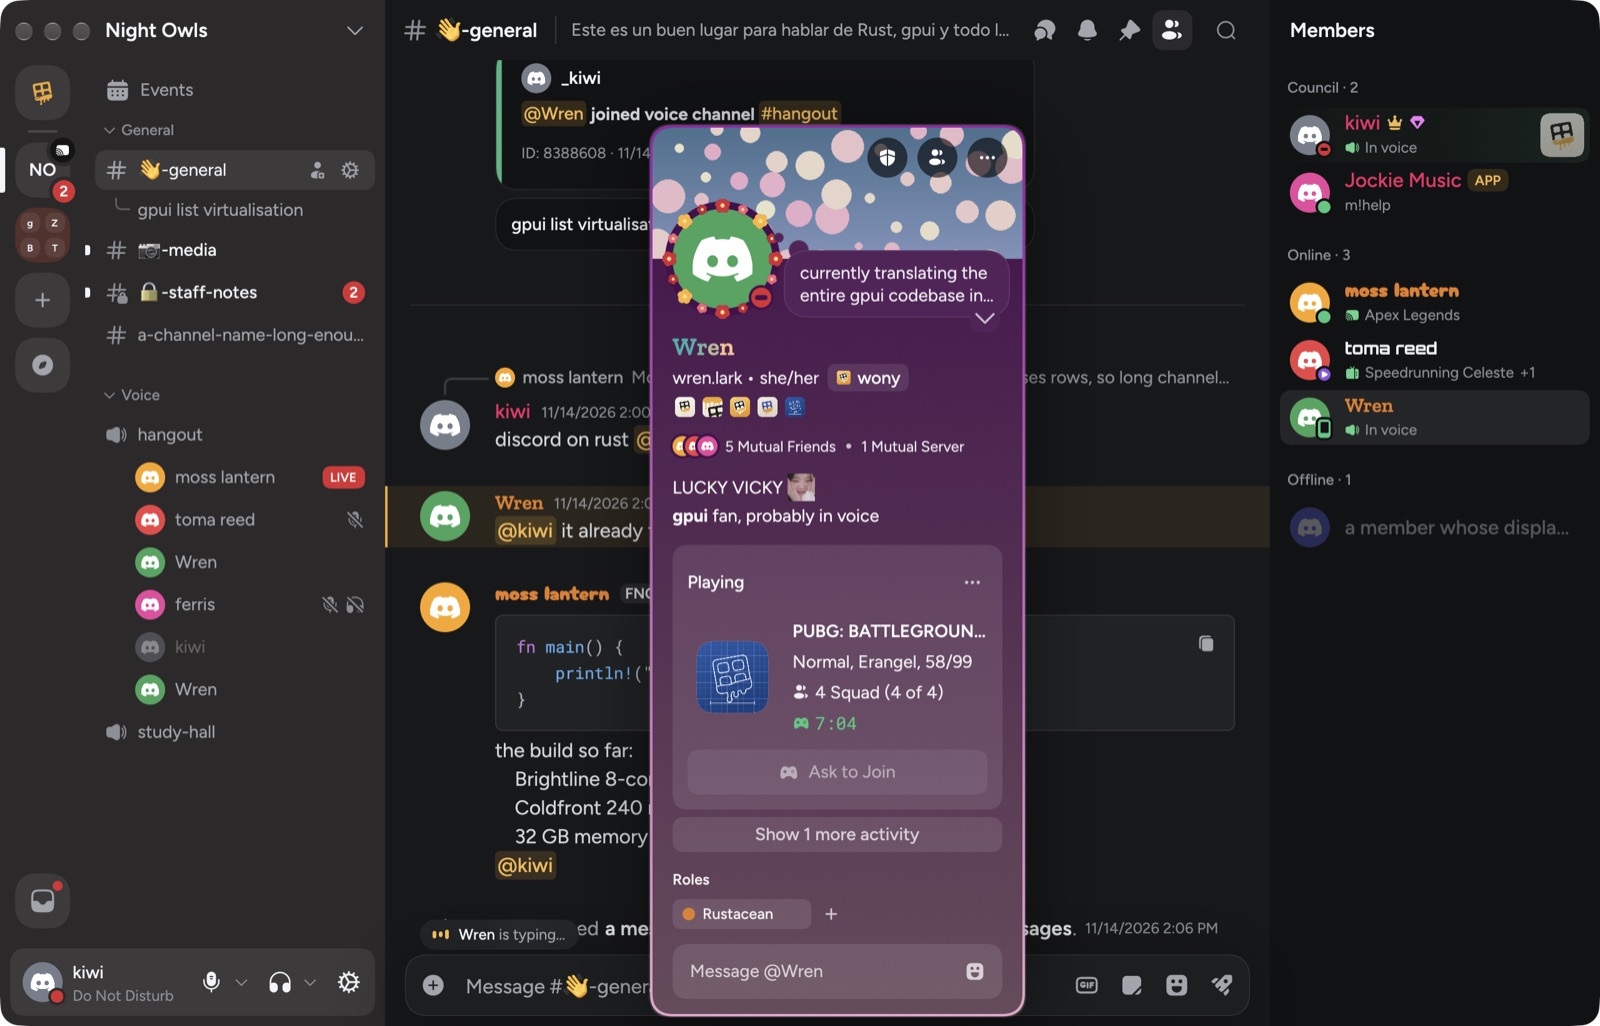 Night Owls
Events
General
NO
2
👋-general
gpui list virtualisation
g Z
B T
📷-media
🔒-staff-notes
2
a-channel-name-long-enou...
Voice
hangout
moss lantern
LIVE
toma reed
Wren
ferris
kiwi
Wren
study-hall
kiwi
Do Not Disturb
# 👋-general
Este es un buen lugar para hablar de Rust, gpui y todo l...
_kiwi
@Wren joined voice channel #hangout
ID: 8388608 · 11/14
gpui list virtualisa
moss lantern
ses rows, so long channel...
kiwi 11/14/2026 2:00
discord on rust @
Wren 11/14/2026 2:0
@kiwi it already
moss lantern
fn main() {
println!("
}
the build so far:
Brightline 8-co
Coldfront 240
32 GB memory
@kiwi
ed a me
sages. 11/14/2026 2:06 PM
Wren is typing...
Message #👋-gener
GIF
currently translating the
entire gpui codebase in...
Wren
wren.lark • she/her
wony
5 Mutual Friends • 1 Mutual Server
LUCKY VICKY
gpui fan, probably in voice
Playing
PUBG: BATTLEGROUN...
Normal, Erangel, 58/99
4 Squad (4 of 4)
7:04
Ask to Join
Show 1 more activity
Roles
Rustacean
Message @Wren
Members
Council · 2
kiwi
In voice
Jockie Music APP
m!help
Online · 3
moss lantern
Apex Legends
toma reed
Speedrunning Celeste +1
Wren
In voice
Offline · 1
a member whose displa...